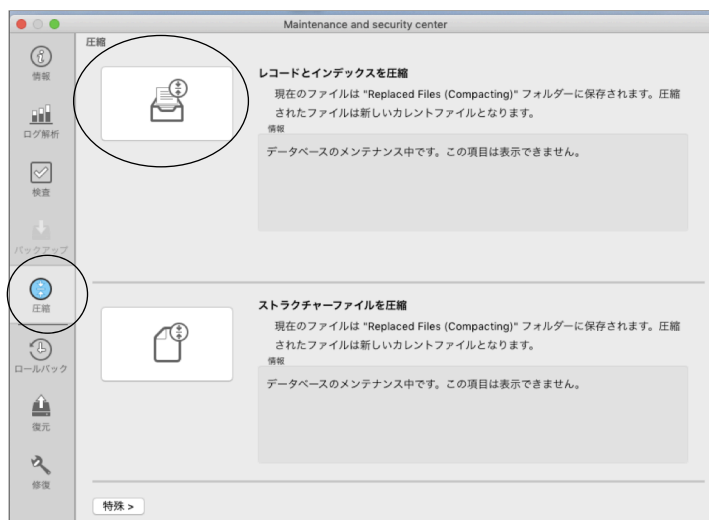 Maintenance and security center
情報
ログ解析
検査
バックアップ
圧縮
ロールバック
復元
修復
圧縮
レコードとインデックスを圧縮
現在のファイルは "Replaced Files (Compacting)" フォルダーに保存されます。圧縮
されたファイルは新しいカレントファイルとなります。
情報
データベースのメンテナンス中です。この項目は表示できません。
ストラクチャーファイルを圧縮
現在のファイルは "Replaced Files (Compacting)" フォルダーに保存されます。圧縮
されたファイルは新しいカレントファイルとなります。
情報
データベースのメンテナンス中です。この項目は表示できません。
特殊 >